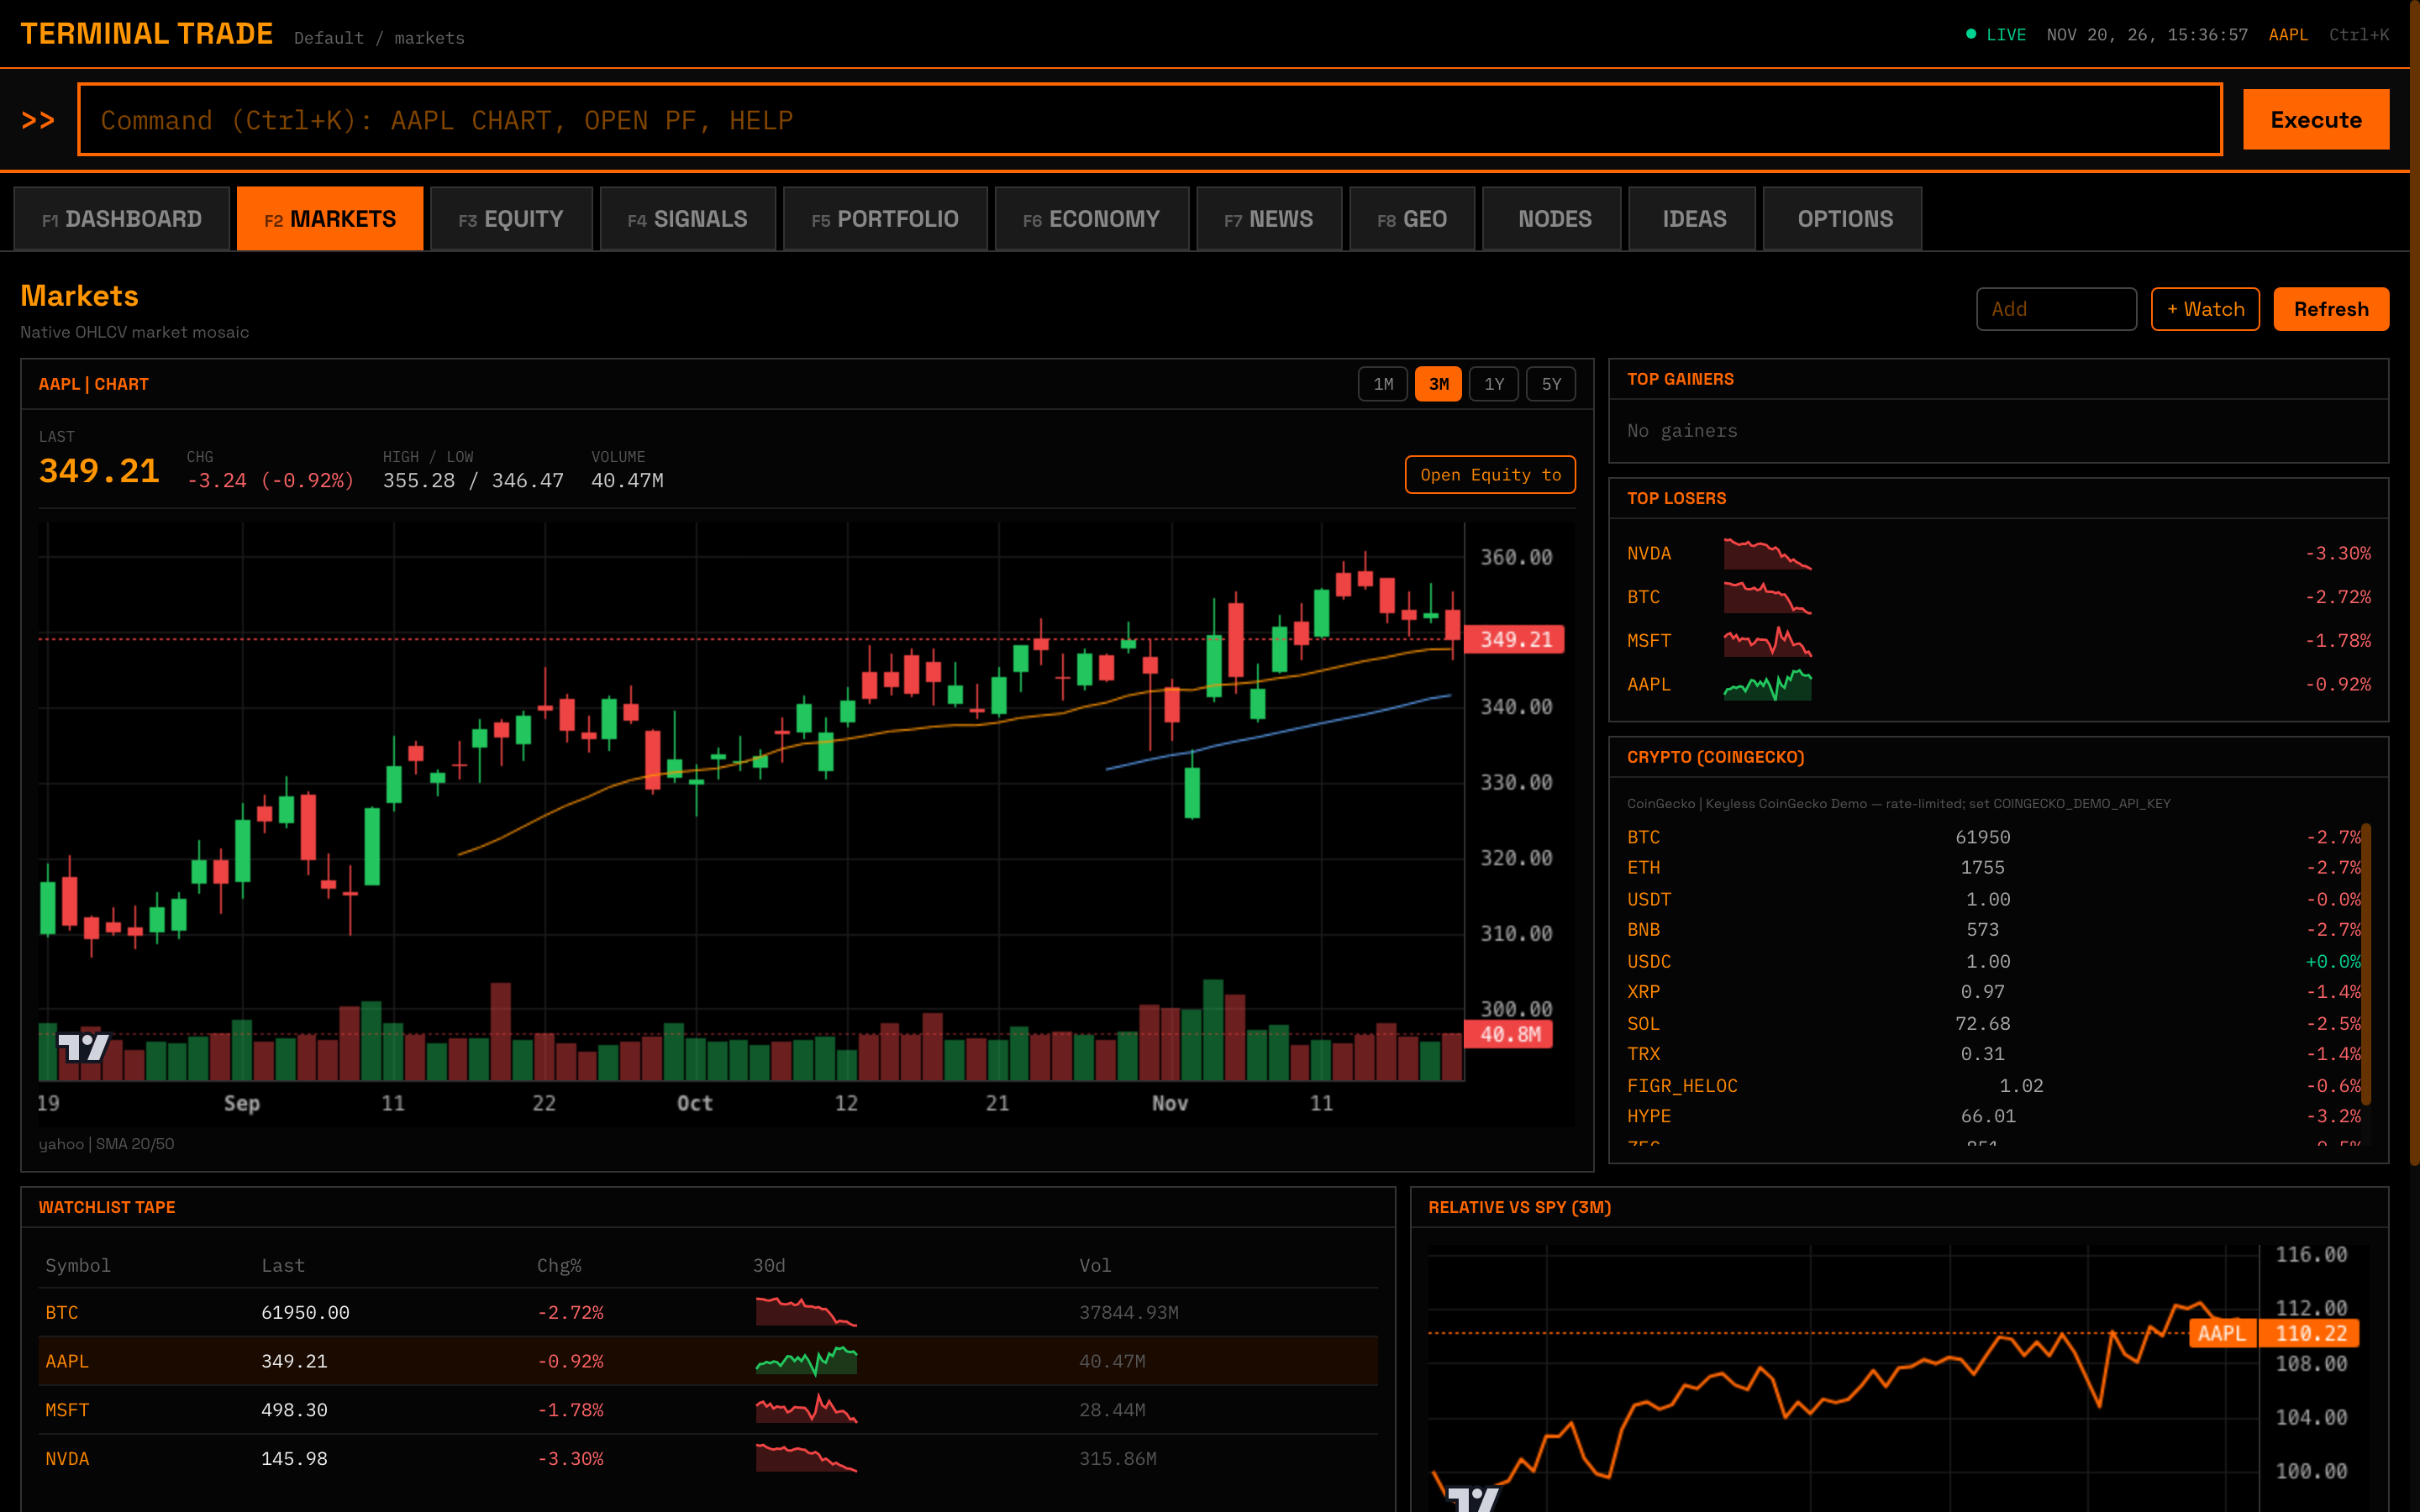 TERMINAL TRADE Default / markets
LIVE NOV 20, 26, 15:36:57 AAPL Ctrl+K
>> Command (Ctrl+K): AAPL CHART, OPEN PF, HELP Execute
F1 DASHBOARD F2 MARKETS F3 EQUITY F4 SIGNALS F5 PORTFOLIO F6 ECONOMY F7 NEWS F8 GEO NODES IDEAS OPTIONS
Markets
Native OHLCV market mosaic
Add + Watch Refresh
AAPL | CHART 1M 3M 1Y 5Y
LAST
349.21
CHG
-3.24 (-0.92%)
HIGH / LOW
355.28 / 346.47
VOLUME
40.47M
Open Equity to
360.00
349.21
340.00
330.00
320.00
310.00
300.00
40.8M
19 Sep 11 22 Oct 12 21 Nov 11
yahoo | SMA 20/50
TOP GAINERS
No gainers
TOP LOSERS
NVDA -3.30%
BTC -2.72%
MSFT -1.78%
AAPL -0.92%
CRYPTO (COINGECKO)
CoinGecko | Keyless CoinGecko Demo — rate-limited; set COINGECKO_DEMO_API_KEY
BTC 61950 -2.7%
ETH 1755 -2.7%
USDT 1.00 -0.0%
BNB 573 -2.7%
USDC 1.00 +0.0%
XRP 0.97 -1.4%
SOL 72.68 -2.5%
TRX 0.31 -1.4%
FIGR_HELOC 1.02 -0.6%
HYPE 66.01 -3.2%
WATCHLIST TAPE
Symbol Last Chg% 30d Vol
BTC 61950.00 -2.72% 37844.93M
AAPL 349.21 -0.92% 40.47M
MSFT 498.30 -1.78% 28.44M
NVDA 145.98 -3.30% 315.86M
RELATIVE VS SPY (3M)
116.00
112.00
AAPL 110.22
108.00
104.00
100.00